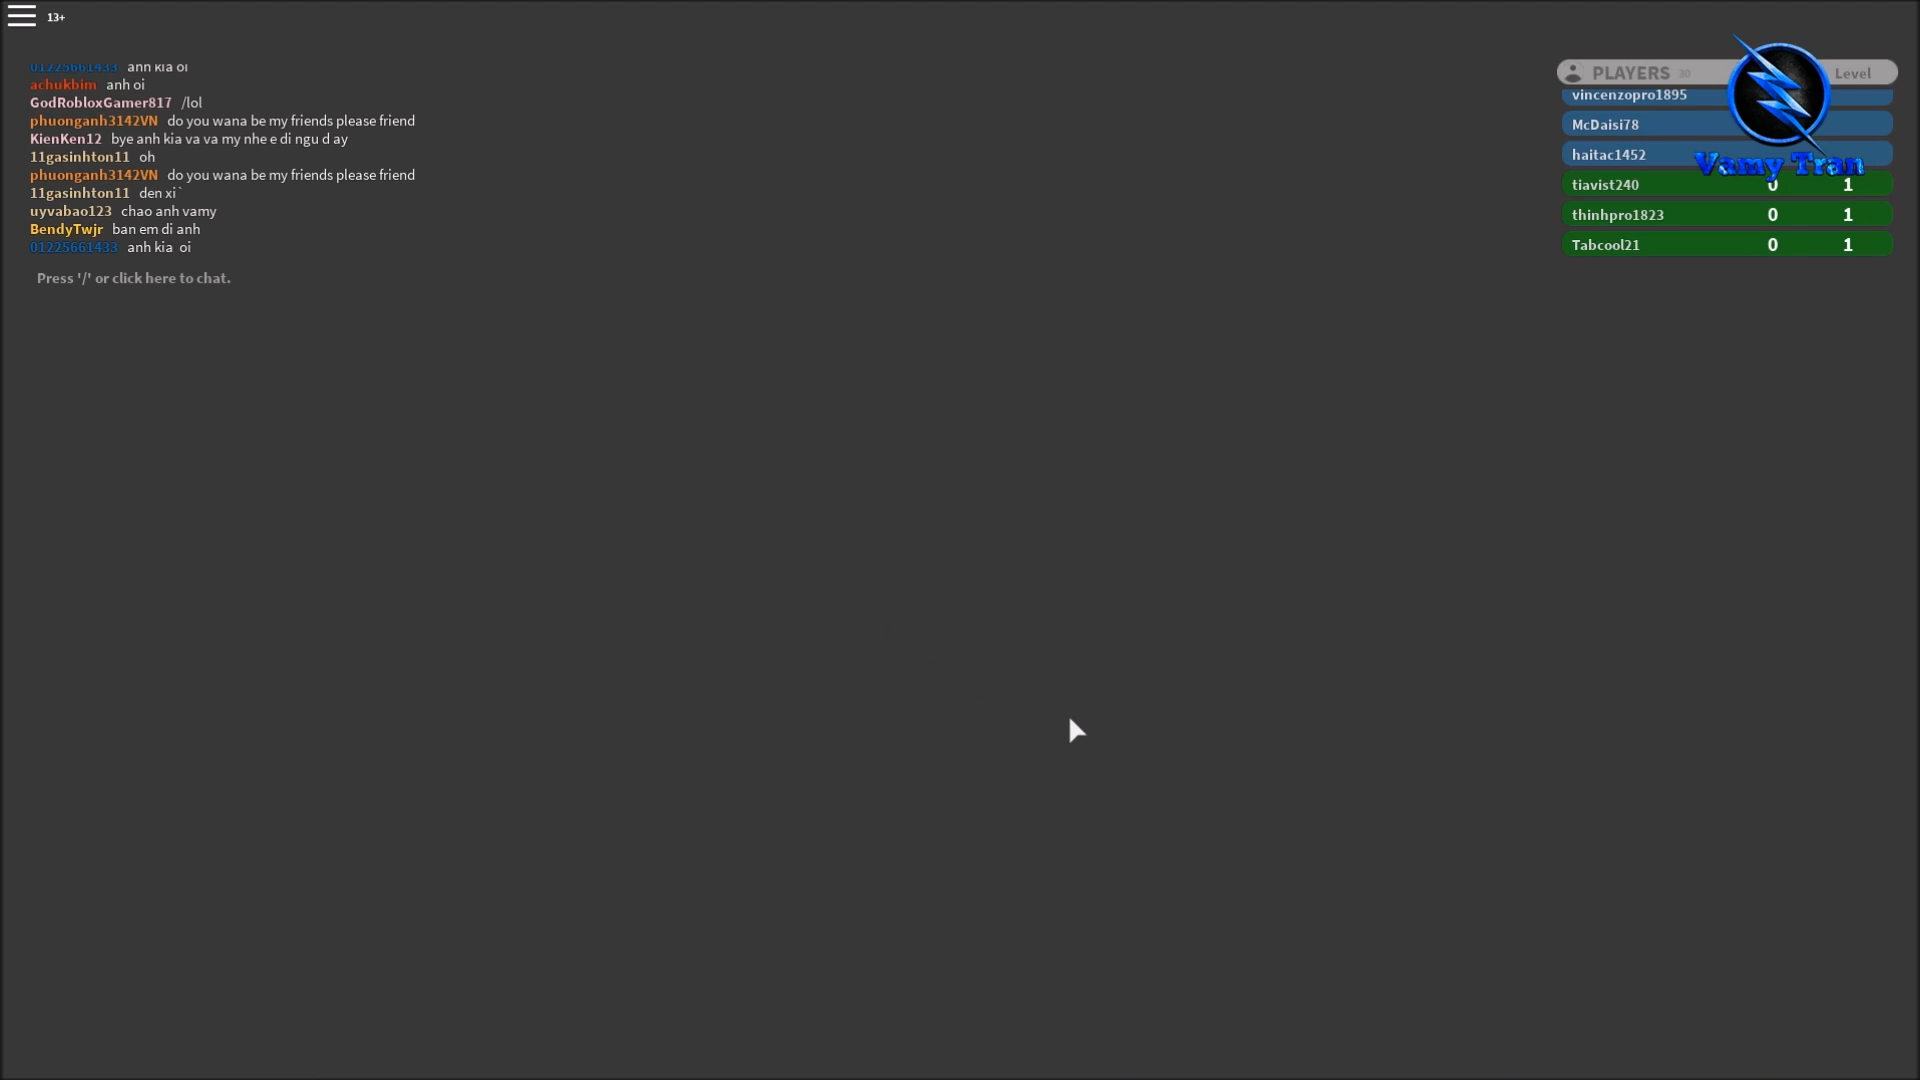 13+
01225661433 anh kia oi
achukbim anh oi
GodRobloxGamer817 /lol
phuonganh3142VN do you wana be my friends please friend
KienKen12 bye anh kia va va my nhe e di ngu d ay
11gasinhton11 oh
phuonganh3142VN do you wana be my friends please friend
11gasinhton11 den xi`
uyvabao123 chao anh vamy
BendyTwjr ban em di anh
01225661433 anh kia oi
Press '/' or click here to chat.
PLAYERS 30 Level
vincenzopro1895
McDaisi78
haitac1452
Vamy Tran
tiavist240 0 1
thinhpro1823 0 1
Tabcool21 0 1